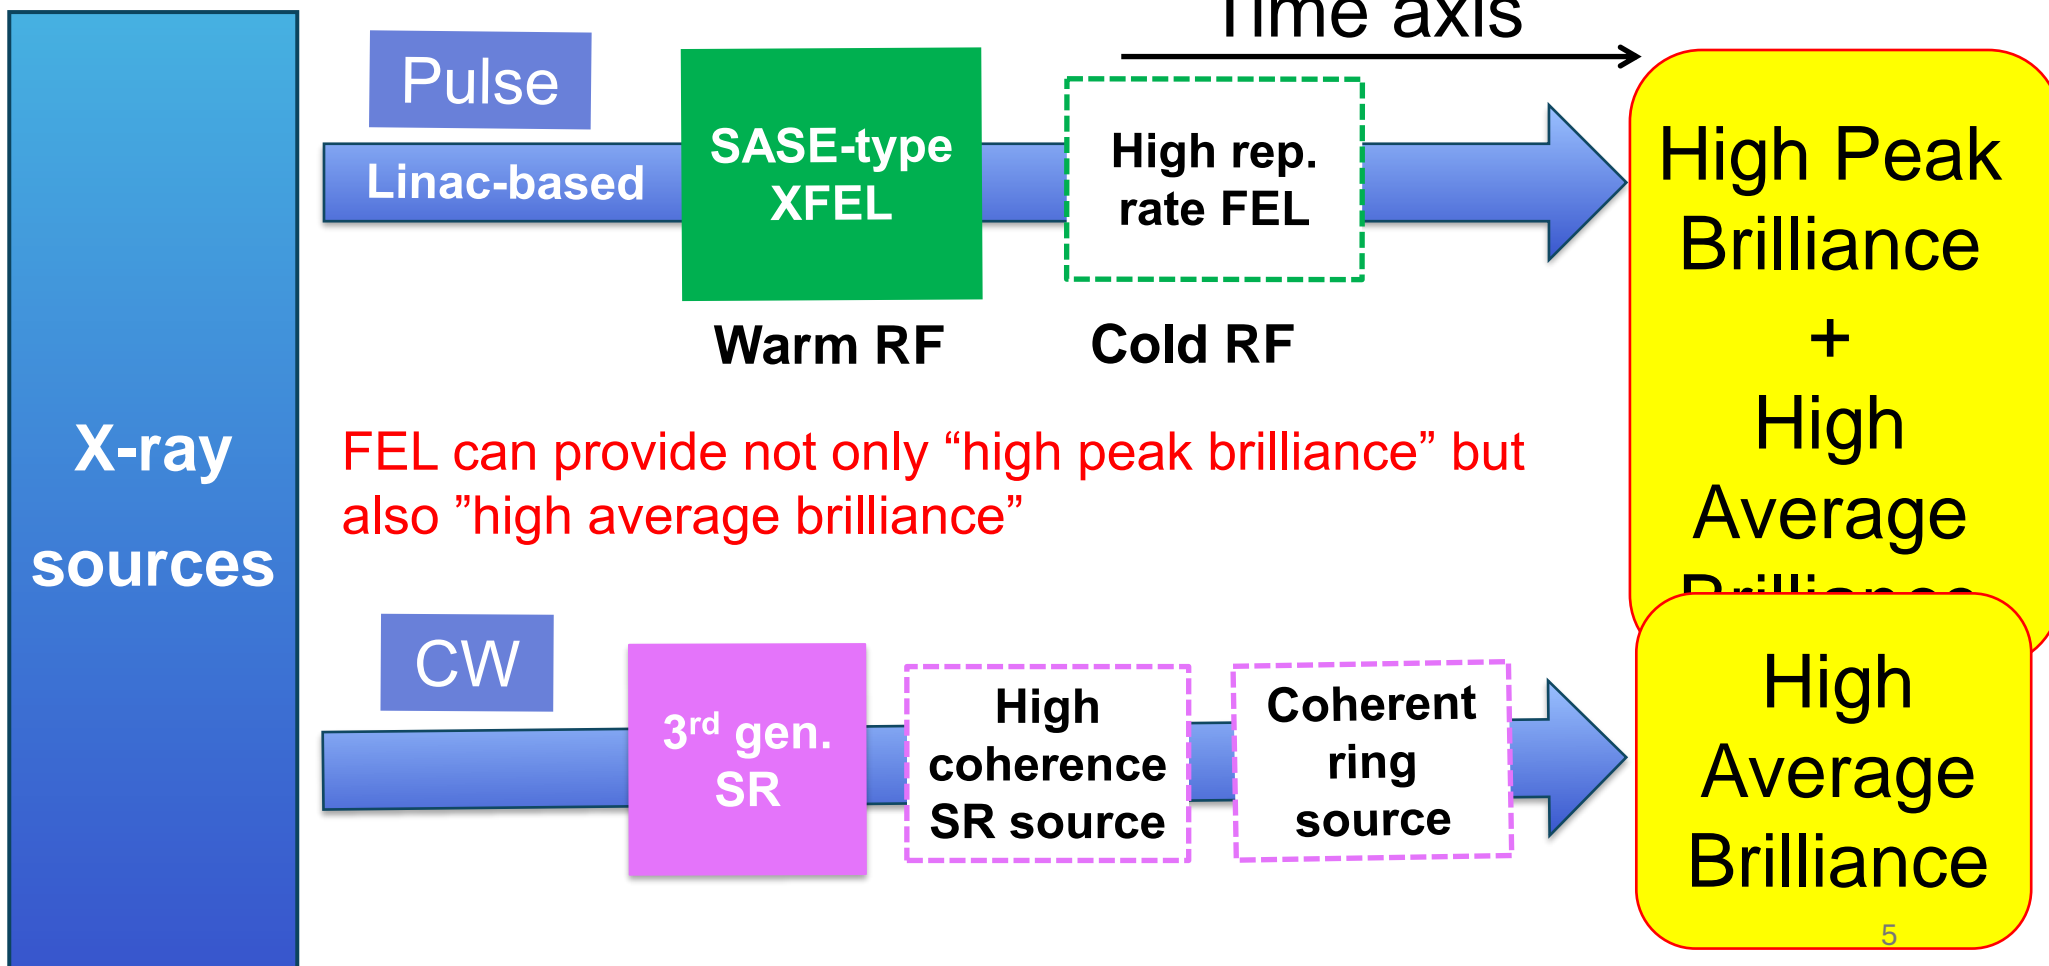 Time axis
Pulse
Linac-based
SASE-type
XFEL
High rep.
rate FEL
Warm RF
Cold RF
High Peak
Brilliance
+
High
Average
Brilliance
X-ray
sources
FEL can provide not only “high peak brilliance” but
also ”high average brilliance”
CW
3rd gen.
SR
High
coherence
SR source
Coherent
ring
source
High
Average
Brilliance
5